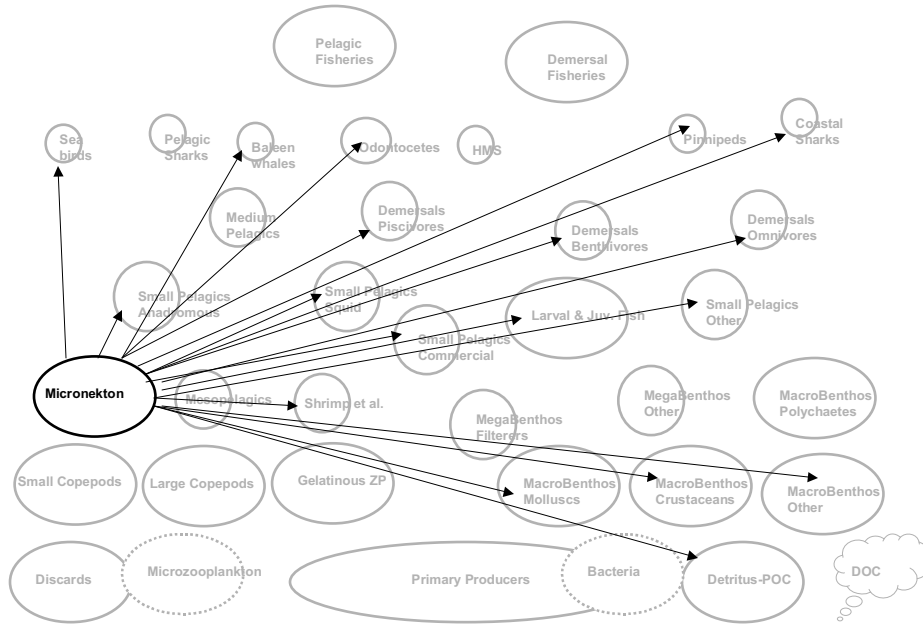 Pelagic
Fisheries
Demersal
Fisheries
Sea
birds
Pelagic
Sharks
Baleen
whales
Odontocetes
HMS
Pinnipeds
Coastal
Sharks
Medium
Pelagics
Demersals
Piscivores
Demersals
Benthivores
Demersals
Omnivores
Small Pelagics
Anadromous
Small Pelagics
Squid
Small Pelagics
Commercial
Larval & Juv. Fish
Small Pelagics
Other
Micronekton
Mesopelagics
Shrimp et al.
MegaBenthos
Filterers
MegaBenthos
Other
MacroBenthos
Polychaetes
Small Copepods
Large Copepods
Gelatinous ZP
MacroBenthos
Molluscs
MacroBenthos
Crustaceans
MacroBenthos
Other
Discards
Microzooplankton
Primary Producers
Bacteria
Detritus-POC
DOC